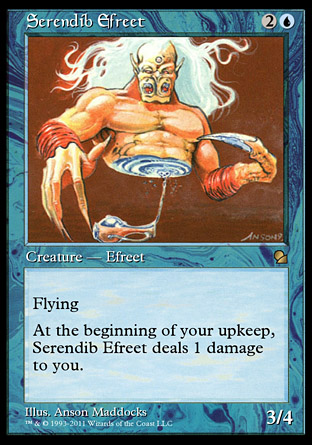 Serendib Efreet 2
ANSON®
Creature — Efreet
Flying
At the beginning of your upkeep,
Serendib Efreet deals 1 damage
to you.
Illus. Anson Maddocks
™ & © 1993-2011 Wizards of the Coast LLC
3/4